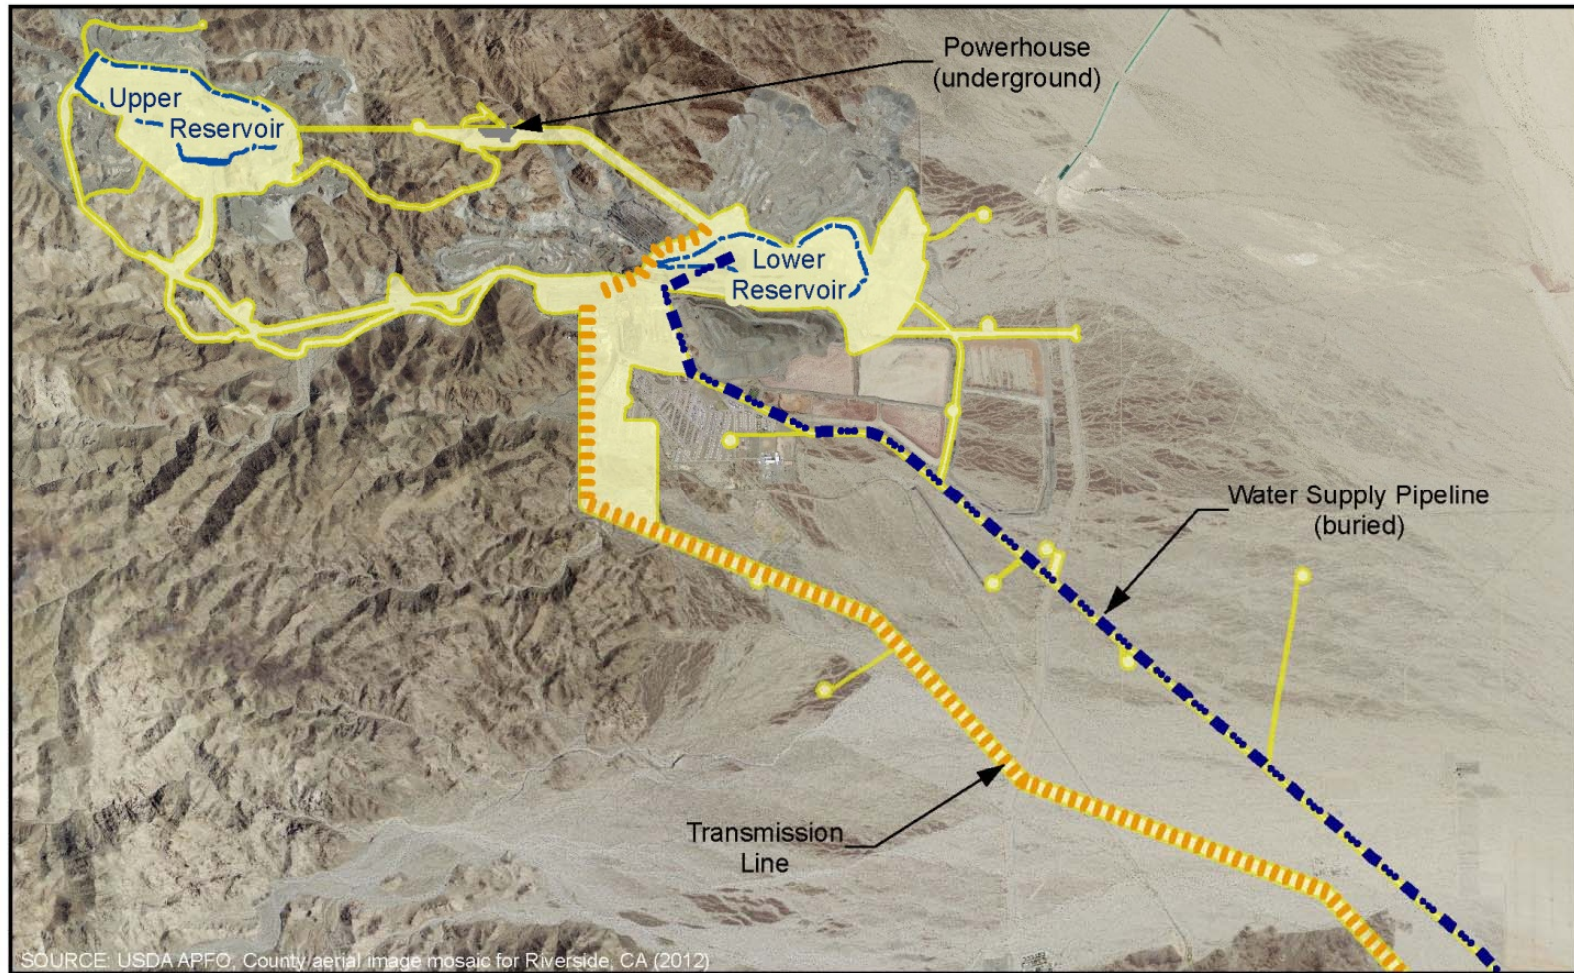 Powerhouse
(underground)
Upper
Reservoir
Lower
Reservoir
Water Supply Pipeline
(buried)
Transmission
Line
SOURCE: USDA APFO, County aerial image mosaic for Riverside, CA (2012)